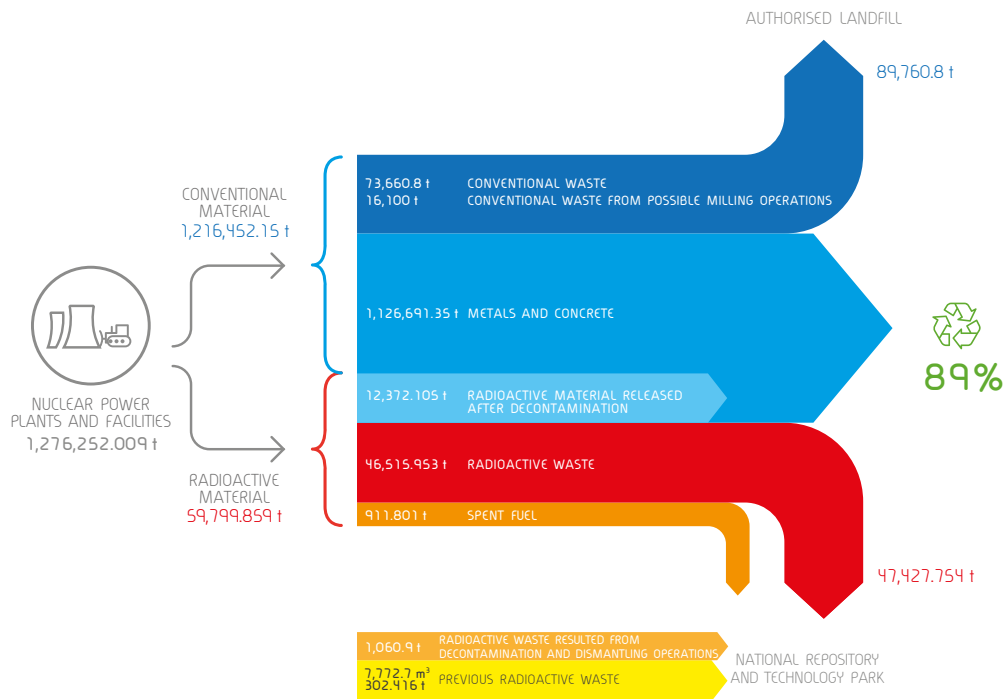 AUTHORISED LANDFILL
89,760.8 t
73,660.8 t CONVENTIONAL WASTE
16,100 t CONVENTIONAL WASTE FROM POSSIBLE MILLING OPERATIONS
CONVENTIONAL
MATERIAL
1,216,452.15 t
1,126,691.35 t METALS AND CONCRETE
89%
NUCLEAR POWER
PLANTS AND FACILITIES
1,276,252.009 t
12,372.105 t RADIOACTIVE MATERIAL RELEASED
AFTER DECONTAMINATION
46,515.953 t RADIOACTIVE WASTE
RADIOACTIVE
MATERIAL
59,799.859 t
911.801 t SPENT FUEL
47,427.754 t
1,060.9 t RADIOACTIVE WASTE RESULTED FROM
DECONTAMINATION AND DISMANTLING OPERATIONS
7,772.7 m³
302.416 t PREVIOUS RADIOACTIVE WASTE
NATIONAL REPOSITORY
AND TECHNOLOGY PARK